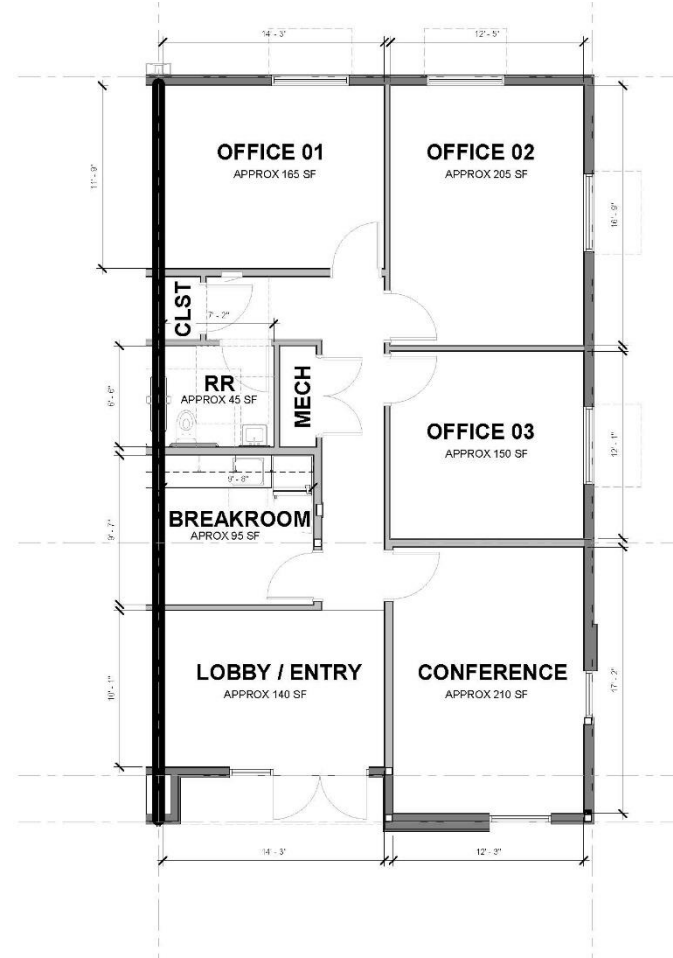 14' - 3"
12' - 5"
OFFICE 01
APPROX 165 SF
OFFICE 02
APPROX 205 SF
11' - 9"
16' - 9"
CLST
7' - 2"
RR
APPROX 45 SF
MECH
6' - 6"
OFFICE 03
APPROX 150 SF
12' - 1"
9' - 8"
BREAKROOM
APROX 95 SF
9' - 7"
LOBBY / ENTRY
APPROX 140 SF
CONFERENCE
APPROX 210 SF
10' - 1"
17' - 2"
14' - 3"
12' - 3"